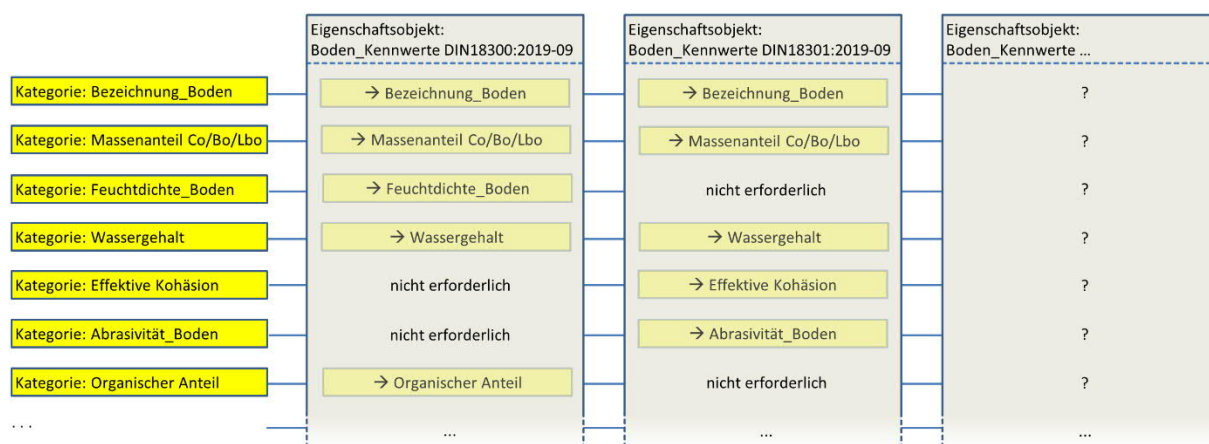 Eigenschaftsobjekt:
Boden_Kennwerte DIN18300:2019-09
Eigenschaftsobjekt:
Boden_Kennwerte DIN18301:2019-09
Eigenschaftsobjekt:
Boden_Kennwerte ...
Kategorie: Bezeichnung_Boden
→ Bezeichnung_Boden
→ Bezeichnung_Boden
?
Kategorie: Massenanteil Co/Bo/Lbo
→ Massenanteil Co/Bo/Lbo
→ Massenanteil Co/Bo/Lbo
?
Kategorie: Feuchtdichte_Boden
→ Feuchtdichte_Boden
nicht erforderlich
?
Kategorie: Wassergehalt
→ Wassergehalt
→ Wassergehalt
?
Kategorie: Effektive Kohäsion
nicht erforderlich
→ Effektive Kohäsion
?
Kategorie: Abrasivität_Boden
nicht erforderlich
→ Abrasivität_Boden
?
Kategorie: Organischer Anteil
→ Organischer Anteil
nicht erforderlich
?
...
...
...
...